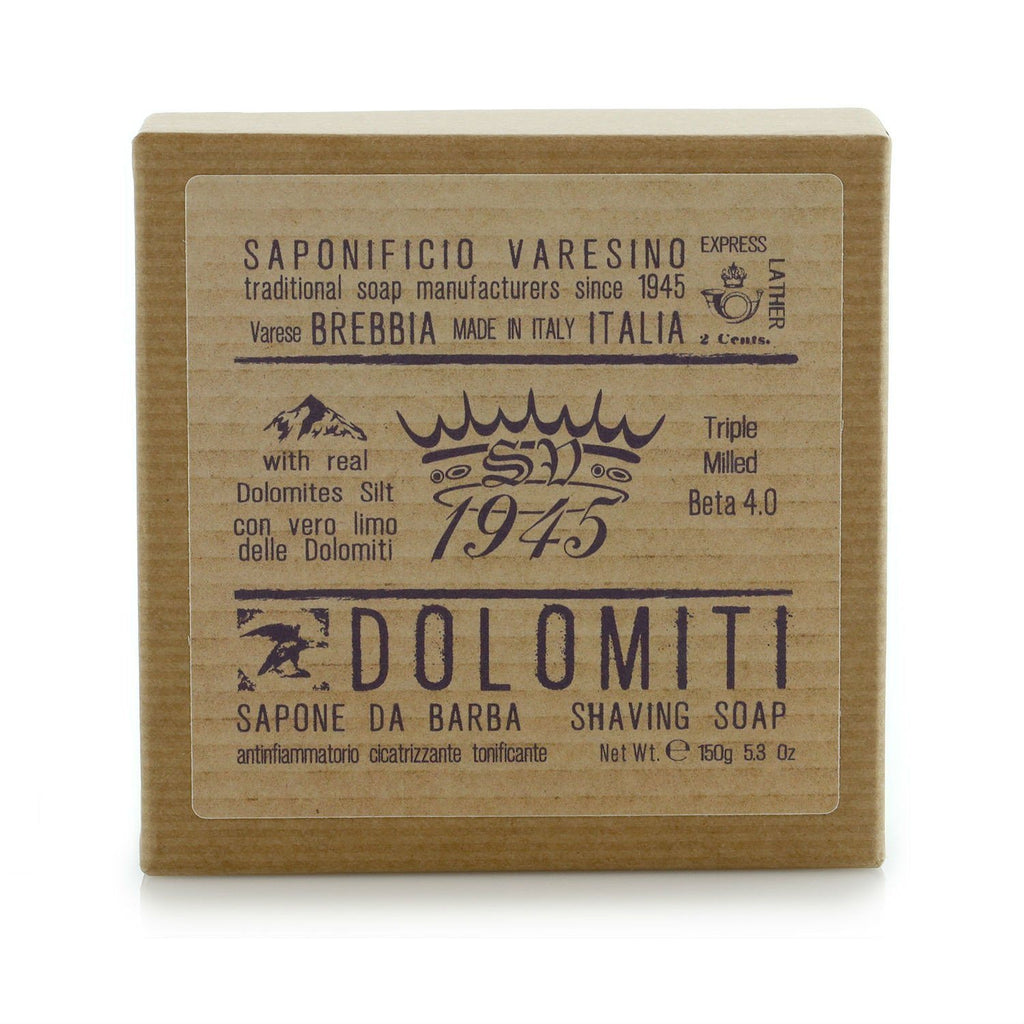 SAPONIFICIO VARESINO
traditional soap manufacturers since 1945
Varese BREBBIA MADE IN ITALY ITALIA
EXPRESS
LATHER
2 Cents.
with real
Dolomites Silt
con vero limo
delle Dolomiti
SV
1945
Triple
Milled
Beta 4.0
DOLOMITI
SAPONE DA BARBA SHAVING SOAP
antinfiammatorio cicatrizzante tonificante Net Wt. ℮ 150g 5.3 Oz